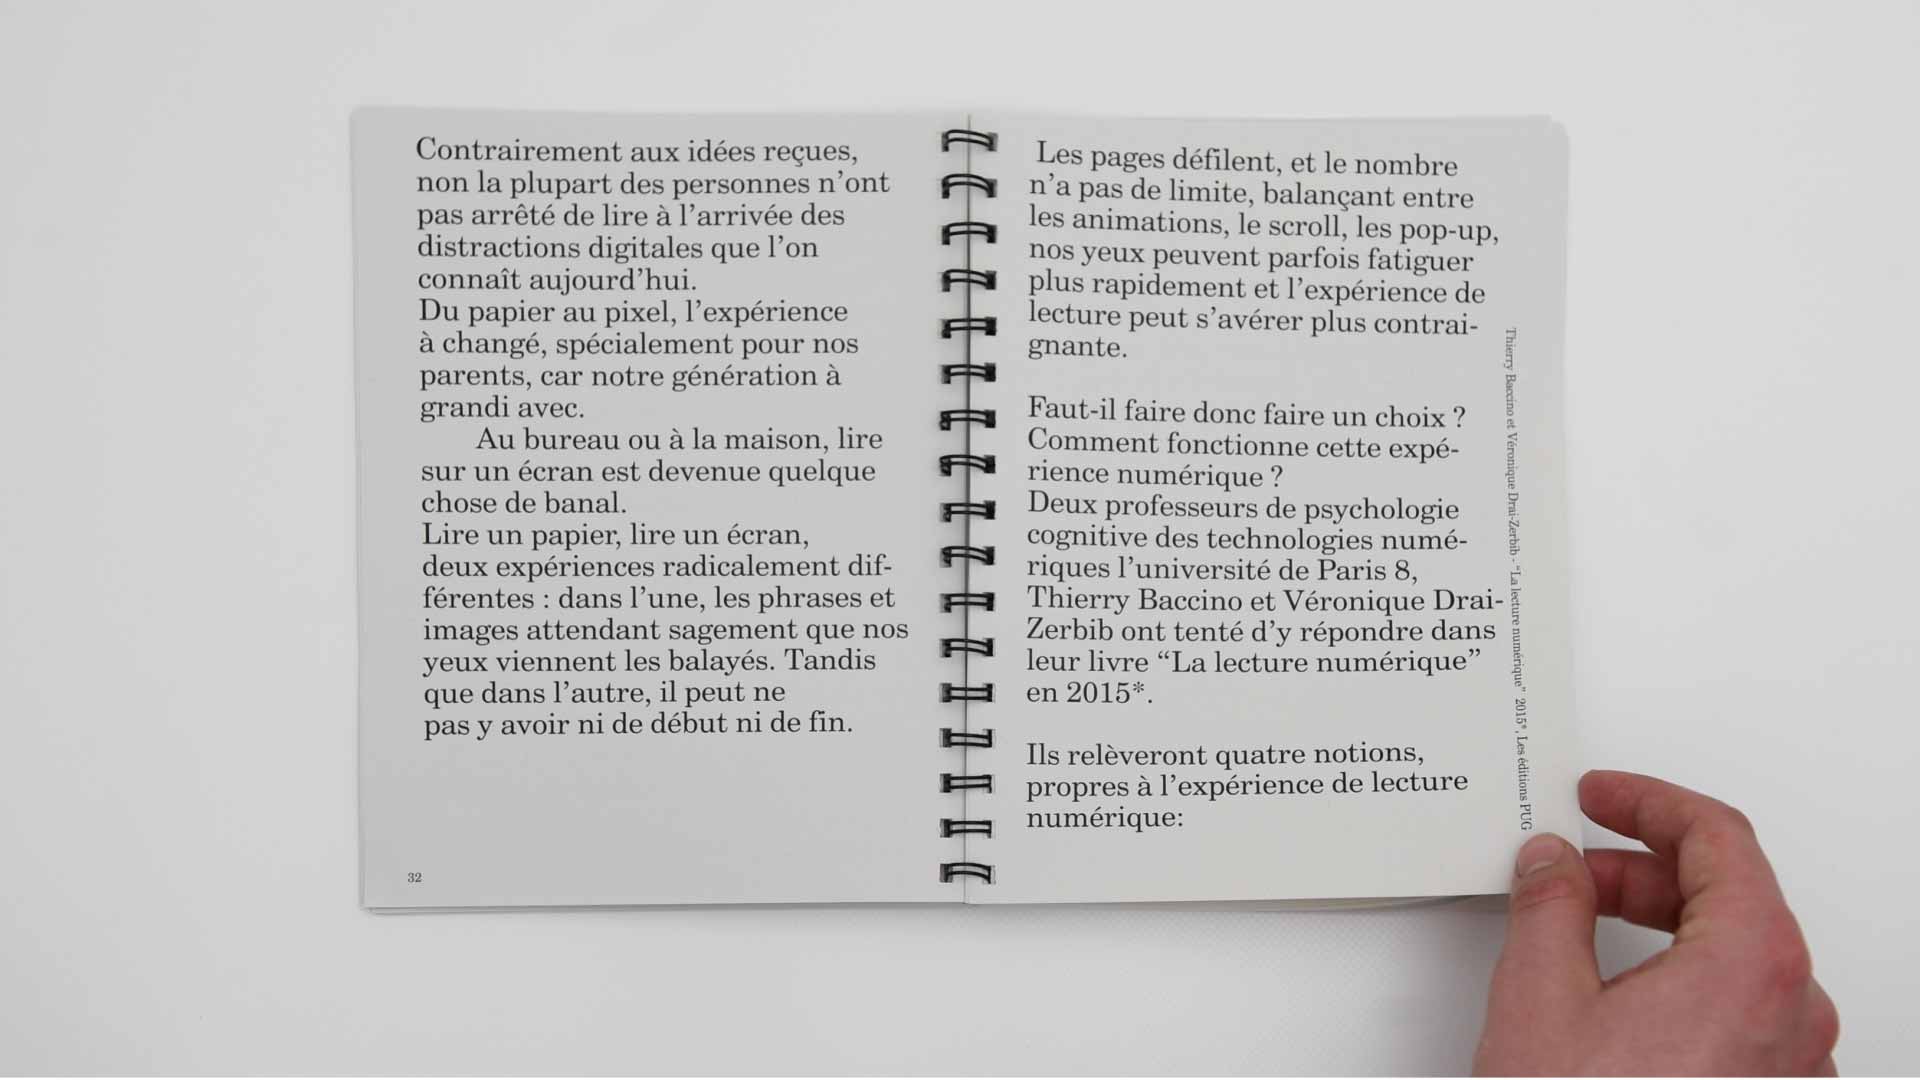 Contrairement aux idées reçues,
non la plupart des personnes n’ont
pas arrêté de lire à l’arrivée des
distractions digitales que l’on
connaît aujourd’hui.
Du papier au pixel, l’expérience
à changé, spécialement pour nos
parents, car notre génération à
grandi avec.
Au bureau ou à la maison, lire
sur un écran est devenue quelque
chose de banal.
Lire un papier, lire un écran,
deux expériences radicalement dif-
férentes : dans l’une, les phrases et
images attendant sagement que nos
yeux viennent les balayés. Tandis
que dans l’autre, il peut ne
pas y avoir ni de début ni de fin.
32
Les pages défilent, et le nombre
n’a pas de limite, balançant entre
les animations, le scroll, les pop-up,
nos yeux peuvent parfois fatiguer
plus rapidement et l’expérience de
lecture peut s’avérer plus contrai-
gnante.
Faut-il faire donc faire un choix ?
Comment fonctionne cette expé-
rience numérique ?
Deux professeurs de psychologie
cognitive des technologies numé-
riques l’université de Paris 8,
Thierry Baccino et Véronique Drai-
Zerbib ont tenté d’y répondre dans
leur livre “La lecture numérique”
en 2015*.
Ils relèveront quatre notions,
propres à l’expérience de lecture
numérique:
Thierry Baccino et Véronique Drai-Zerbib - “La lecture numérique” 2015*, Les éditions PUG